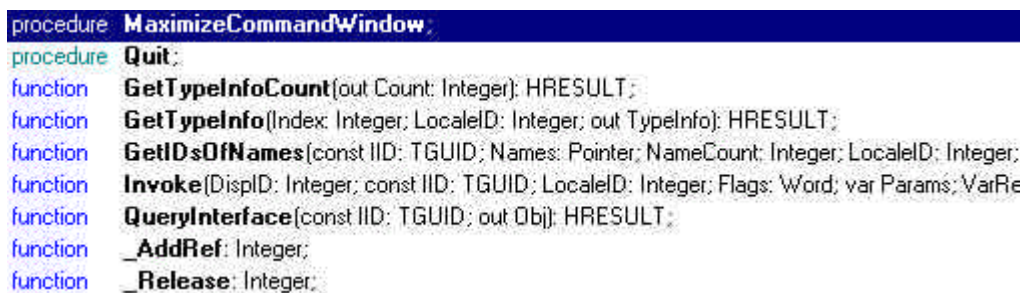 procedure MaximizeCommandWindow;
procedure Quit;
function GetTypeInfoCount(out Count: Integer): HRESULT;
function GetTypeInfo(Index: Integer; LocaleID: Integer; out TypeInfo): HRESULT;
function GetIDsOfNames(const IID: TGUID; Names: Pointer; NameCount: Integer; LocaleID: Integer;
function Invoke(DispID: Integer; const IID: TGUID; LocaleID: Integer; Flags: Word; var Params; VarRe
function QueryInterface(const IID: TGUID; out Obj): HRESULT;
function _AddRef: Integer;
function _Release: Integer;